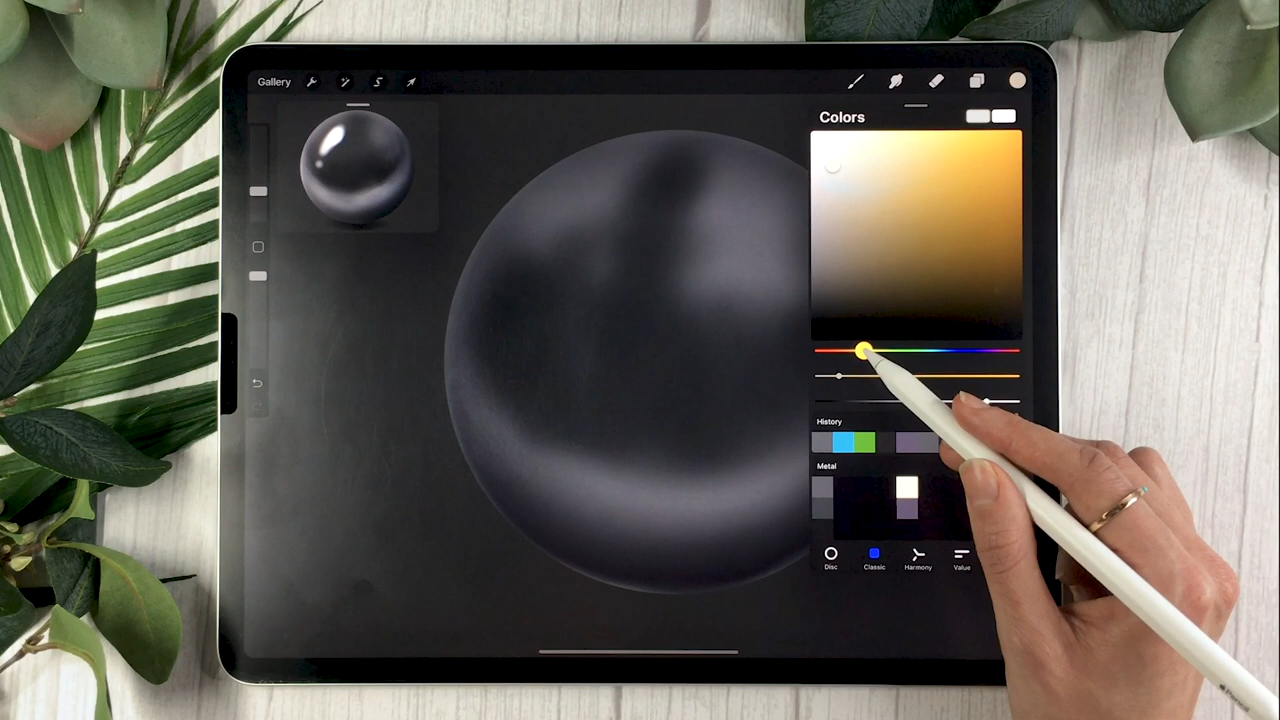 Gallery
Colors
History
Metal
Disc
Classic
Harmony
Value